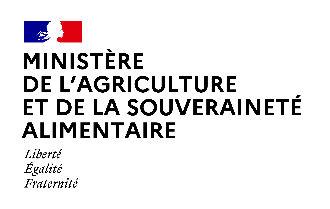 MINISTÈRE
DE L'AGRICULTURE
ET DE LA SOUVERAINETÉ
ALIMENTAIRE
Liberté
Égalité
Fraternité